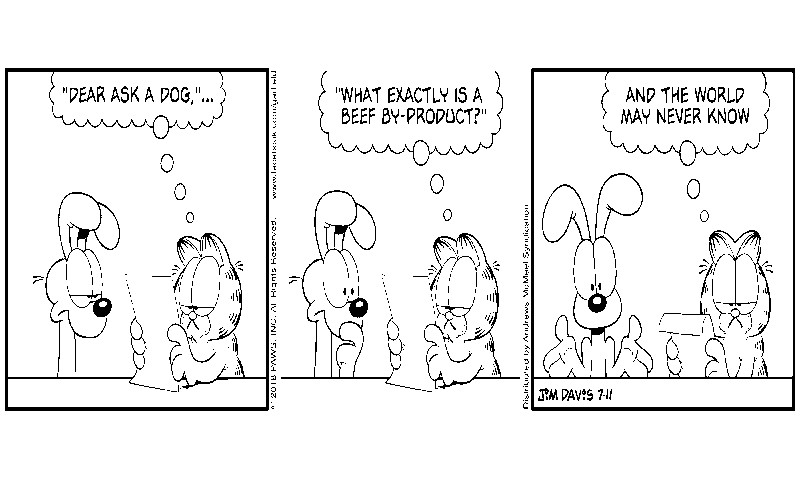 "DEAR ASK A DOG,"...
"WHAT EXACTLY IS A
BEEF BY-PRODUCT?"
AND THE WORLD
MAY NEVER KNOW
© 2018 PAWS, INC. All Rights Reserved.
Distributed by Andrews McMeel Syndication
JIM DAVIS 7-11